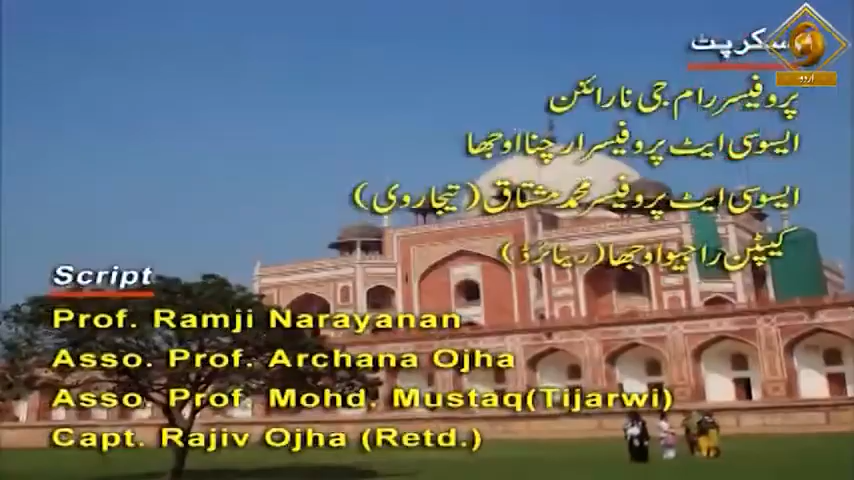 اسکرپٹ
پروفیسر رام جی نارائنن
ایسوسی ایٹ پروفیسر ارچنا اوجھا
ایسوسی ایٹ پروفیسر محمد مشتاق (تیجاروی)
کیپٹن راجیو اوجھا (ریٹائرڈ)
اردو
Script
Prof. Ramji Narayanan
Asso. Prof. Archana Ojha
Asso. Prof. Mohd. Mustaq(Tijarwi)
Capt. Rajiv Ojha (Retd.)